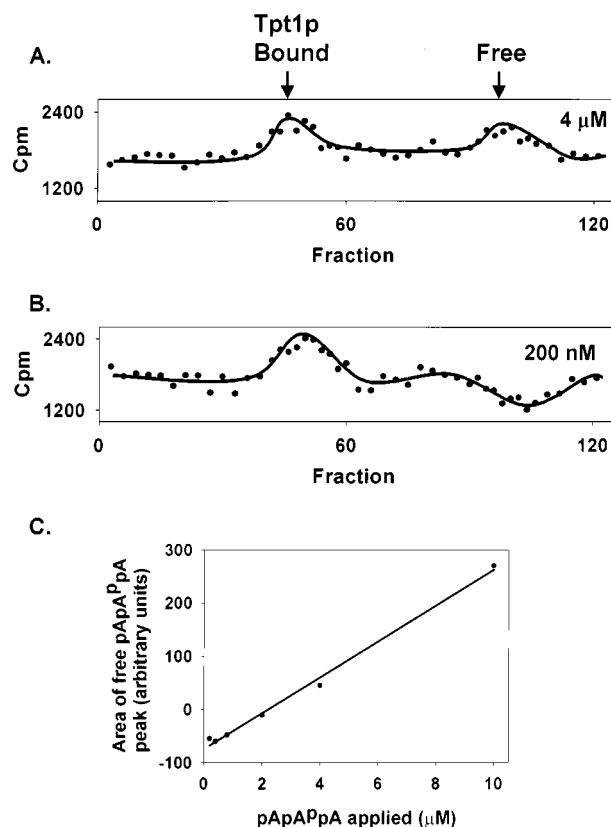 A.
Tpt1p
Bound
Free
Cpm
2400
1200
4 µM
0
60
120
Fraction
B.
Cpm
2400
1200
200 nM
0
60
120
Fraction
C.
Area of free pApAᵖpA
peak (arbitrary units)
300
200
100
0
-100
0
2
4
6
8
10
pApAᵖpA applied (µM)